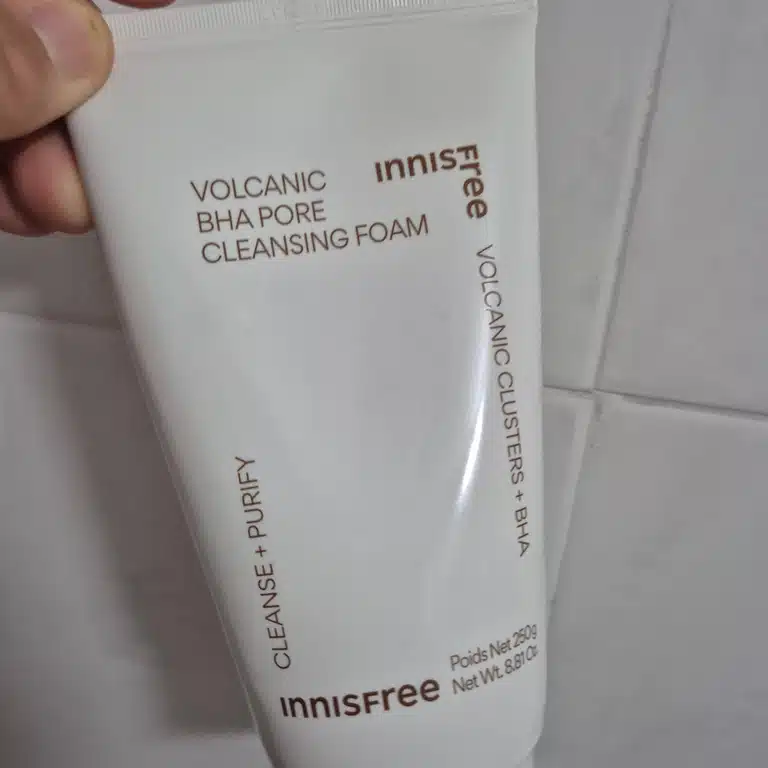 VOLCANIC
BHA PORE
CLEANSING FOAM
INNISFree
VOLCANIC CLUSTERS + BHA
CLEANSE + PURIFY
INNISFree
Poids Net 250g
Net Wt. 8.81 Oz.